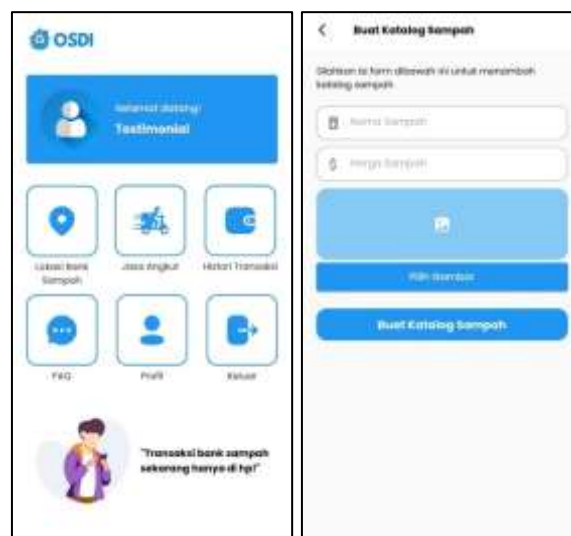 OSDI
Selamat datang!
Testimonial
Lokasi Bank
Sampah
Jasa Angkut
Histori Transaksi
FAQ
Profil
Keluar
"Transaksi bank sampah
sekarang hanya di hp!"
Buat Katalog Sampah
Silahkan isi form dibawah ini untuk menambah
katalog sampah
Nama Sampah
Harga Sampah
Pilih Gambar
Buat Katalog Sampah